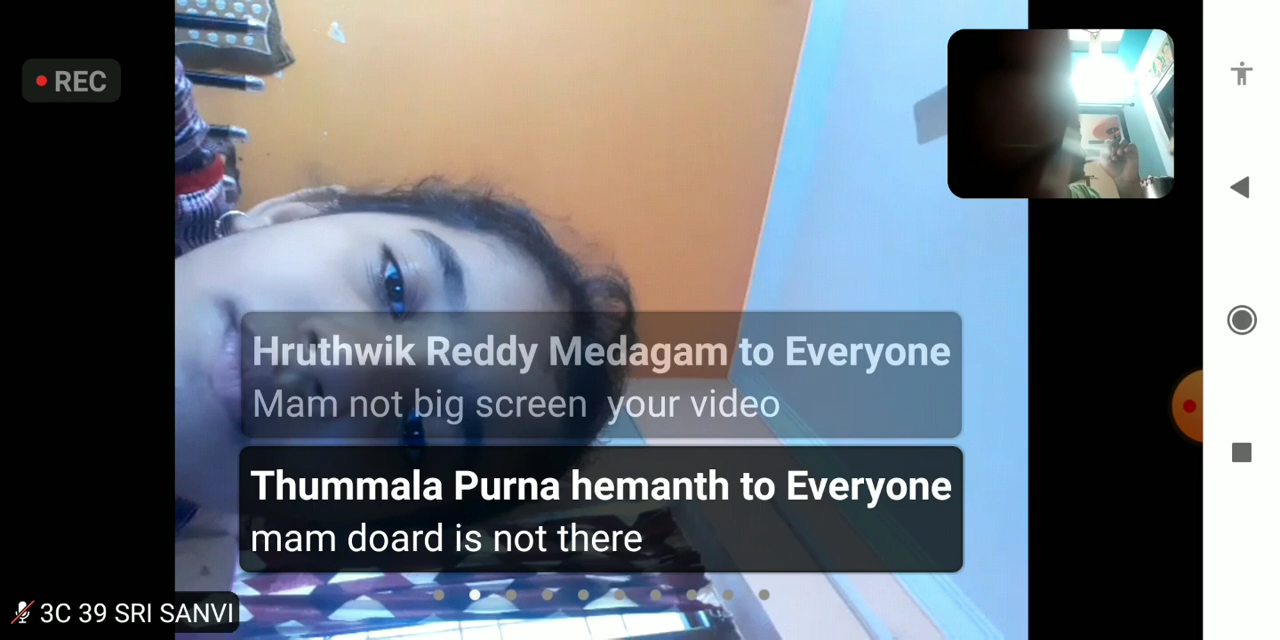 REC
Hruthwik Reddy Medagam to Everyone
Mam not big screen  your video
Thummala Purna hemanth to Everyone
mam doard is not there
3C 39 SRI SANVI